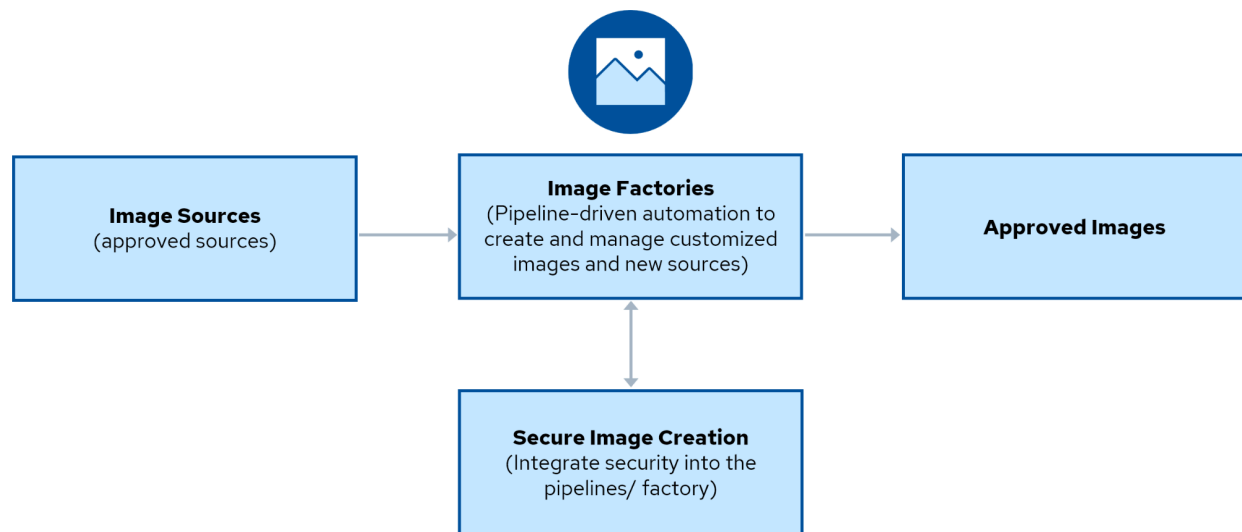 Image Sources
(approved sources)
Image Factories
(Pipeline-driven automation to
create and manage customized
images and new sources)
Approved Images
Secure Image Creation
(Integrate security into the
pipelines/ factory)